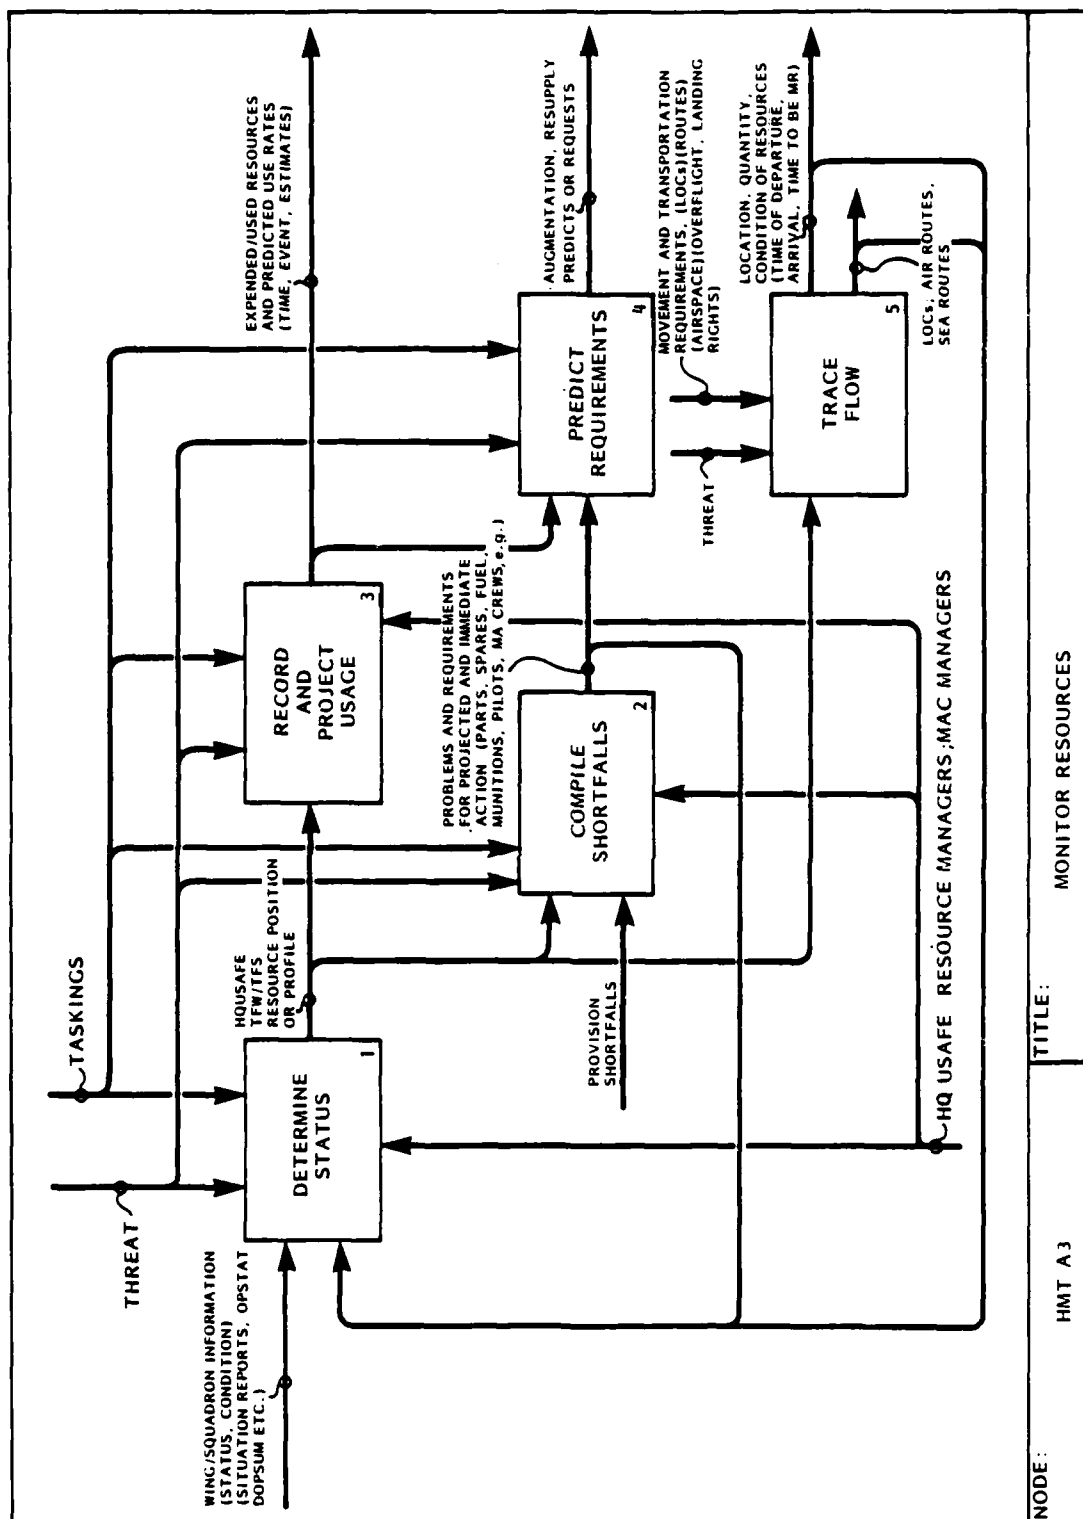 TASKINGS
THREAT
WING/SQUADRON INFORMATION
(STATUS, CONDITION)
(SITUATION REPORTS, OPSTAT
DOPSUM ETC.)
DETERMINE
STATUS
1
HQUSAFE
TFW/TFS
RESOURCE POSITION
OR PROFILE
RECORD
AND
PROJECT
USAGE
3
EXPENDED/USED RESOURCES
AND PREDICTED USE RATES
(TIME, EVENT, ESTIMATES)
PROVISION
SHORTFALLS
COMPILE
SHORTFALLS
2
PROBLEMS AND REQUIREMENTS
FOR PROJECTED AND IMMEDIATE
ACTION (PARTS, SPARES, FUEL,
MUNITIONS, PILOTS, MA CREWS, e.g.)
PREDICT
REQUIREMENTS
4
AUGMENTATION, RESUPPLY
PREDICTS OR REQUESTS
MOVEMENT AND TRANSPORTATION
REQUIREMENTS, (LOCs)(ROUTES)
(AIRSPACE)(OVERFLIGHT, LANDING
RIGHTS)
THREAT
TRACE
FLOW
5
LOCATION, QUANTITY,
CONDITION OF RESOURCES
(TIME OF DEPARTURE,
ARRIVAL, TIME TO BE MR)
LOCs, AIR ROUTES,
SEA ROUTES
HQ USAFE RESOURCE MANAGERS;MAC MANAGERS
NODE:
HMT A3
TITLE:
MONITOR RESOURCES